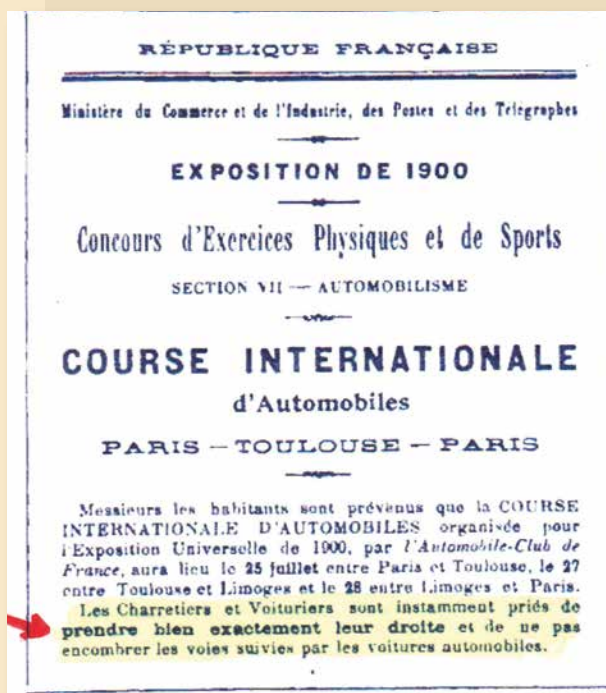 RÉPUBLIQUE FRANÇAISE
Ministère du Commerce et de l'Industrie, des Postes et des Télégraphes
EXPOSITION DE 1900
Concours d'Exercices Physiques et de Sports
SECTION VII — AUTOMOBILISME
COURSE INTERNATIONALE
d'Automobiles
PARIS — TOULOUSE — PARIS
Messieurs les habitants sont prévenus que la COURSE
INTERNATIONALE D'AUTOMOBILES organisée pour
l'Exposition Universelle de 1900, par l'Automobile-Club de
France, aura lieu le 25 juillet entre Paris et Toulouse, le 27
entre Toulouse et Limoges et le 28 entre Limoges et Paris.
Les Charretiers et Voituriers sont instamment priés de
prendre bien exactement leur droite et de ne pas
encombrer les voies suivies par les voitures automobiles.